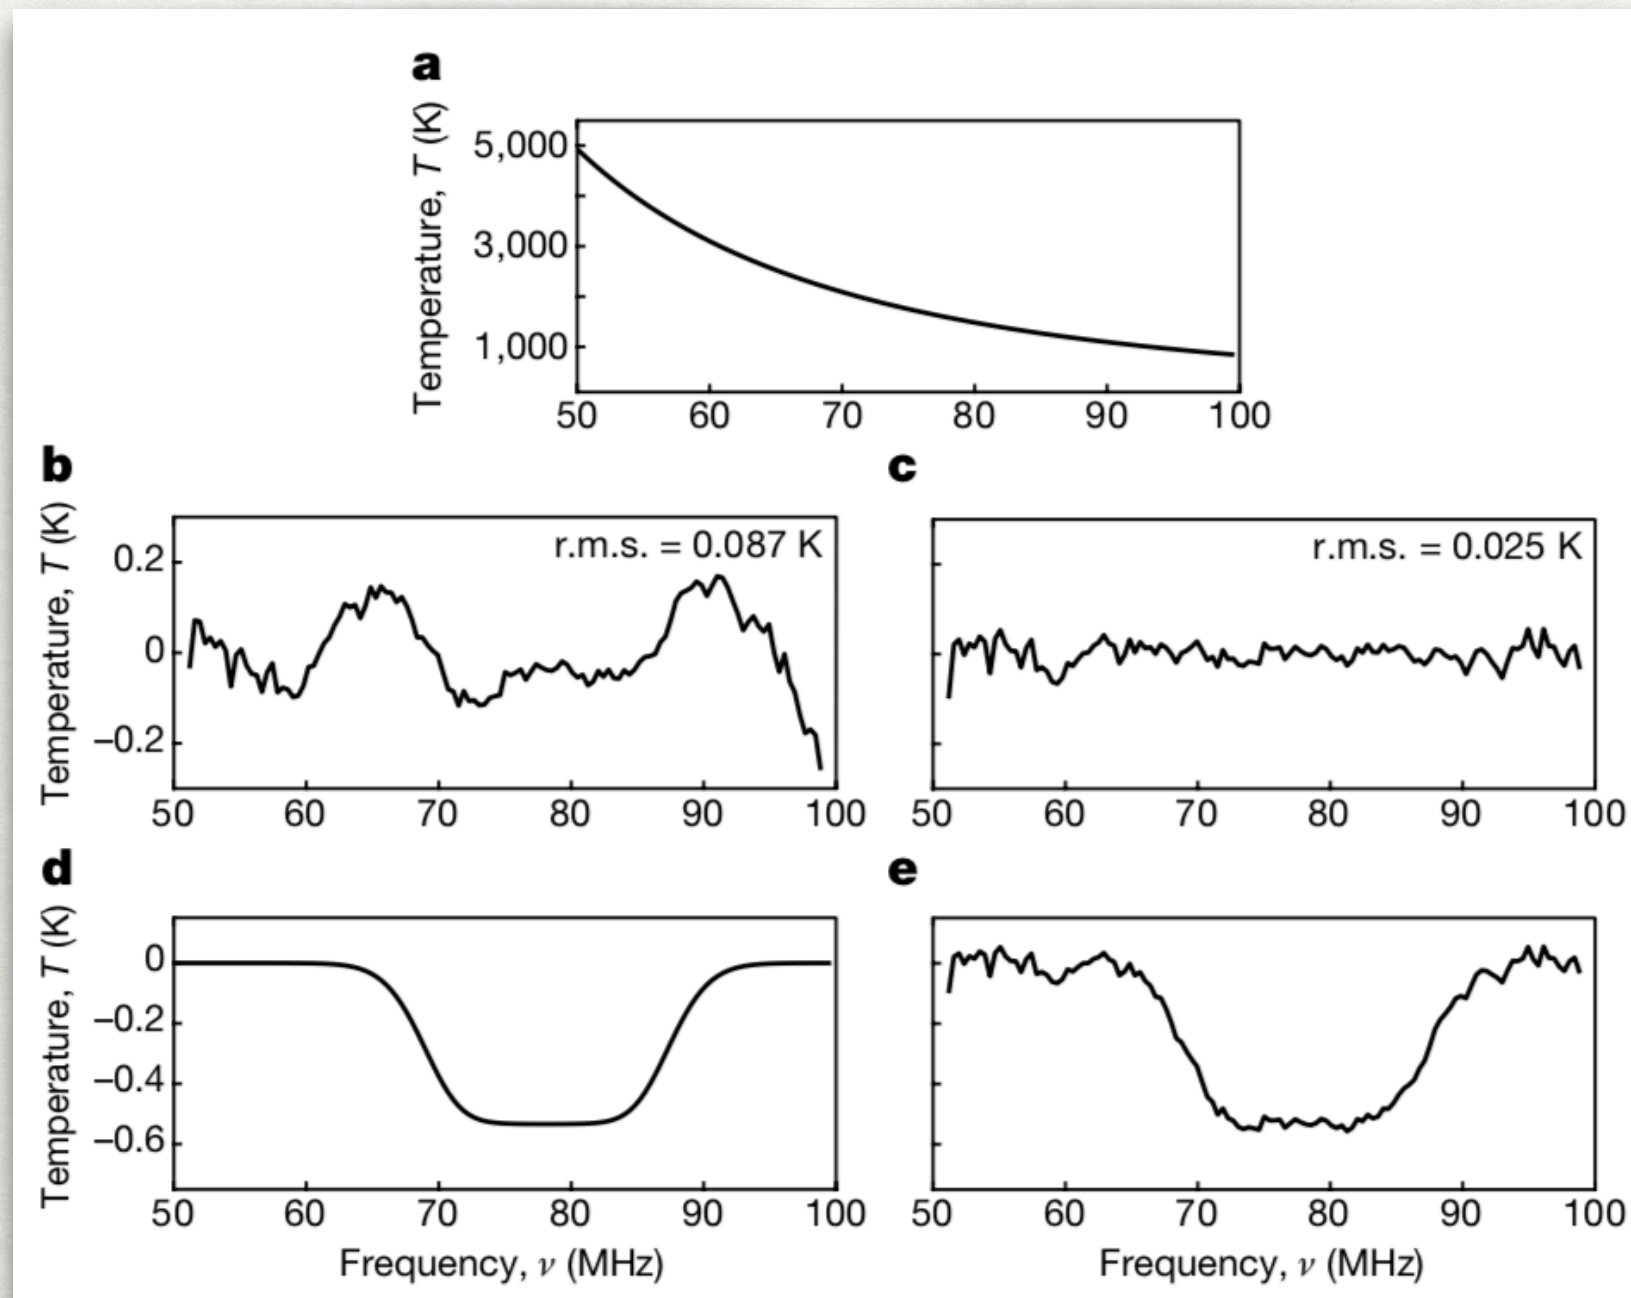 a
Temperature, T (K)
5,000
3,000
1,000
50 60 70 80 90 100
b
Temperature, T (K)
r.m.s. = 0.087 K
0.2
0
−0.2
50 60 70 80 90 100
c
r.m.s. = 0.025 K
50 60 70 80 90 100
d
Temperature, T (K)
0
−0.2
−0.4
−0.6
50 60 70 80 90 100
Frequency, ν (MHz)
e
50 60 70 80 90 100
Frequency, ν (MHz)